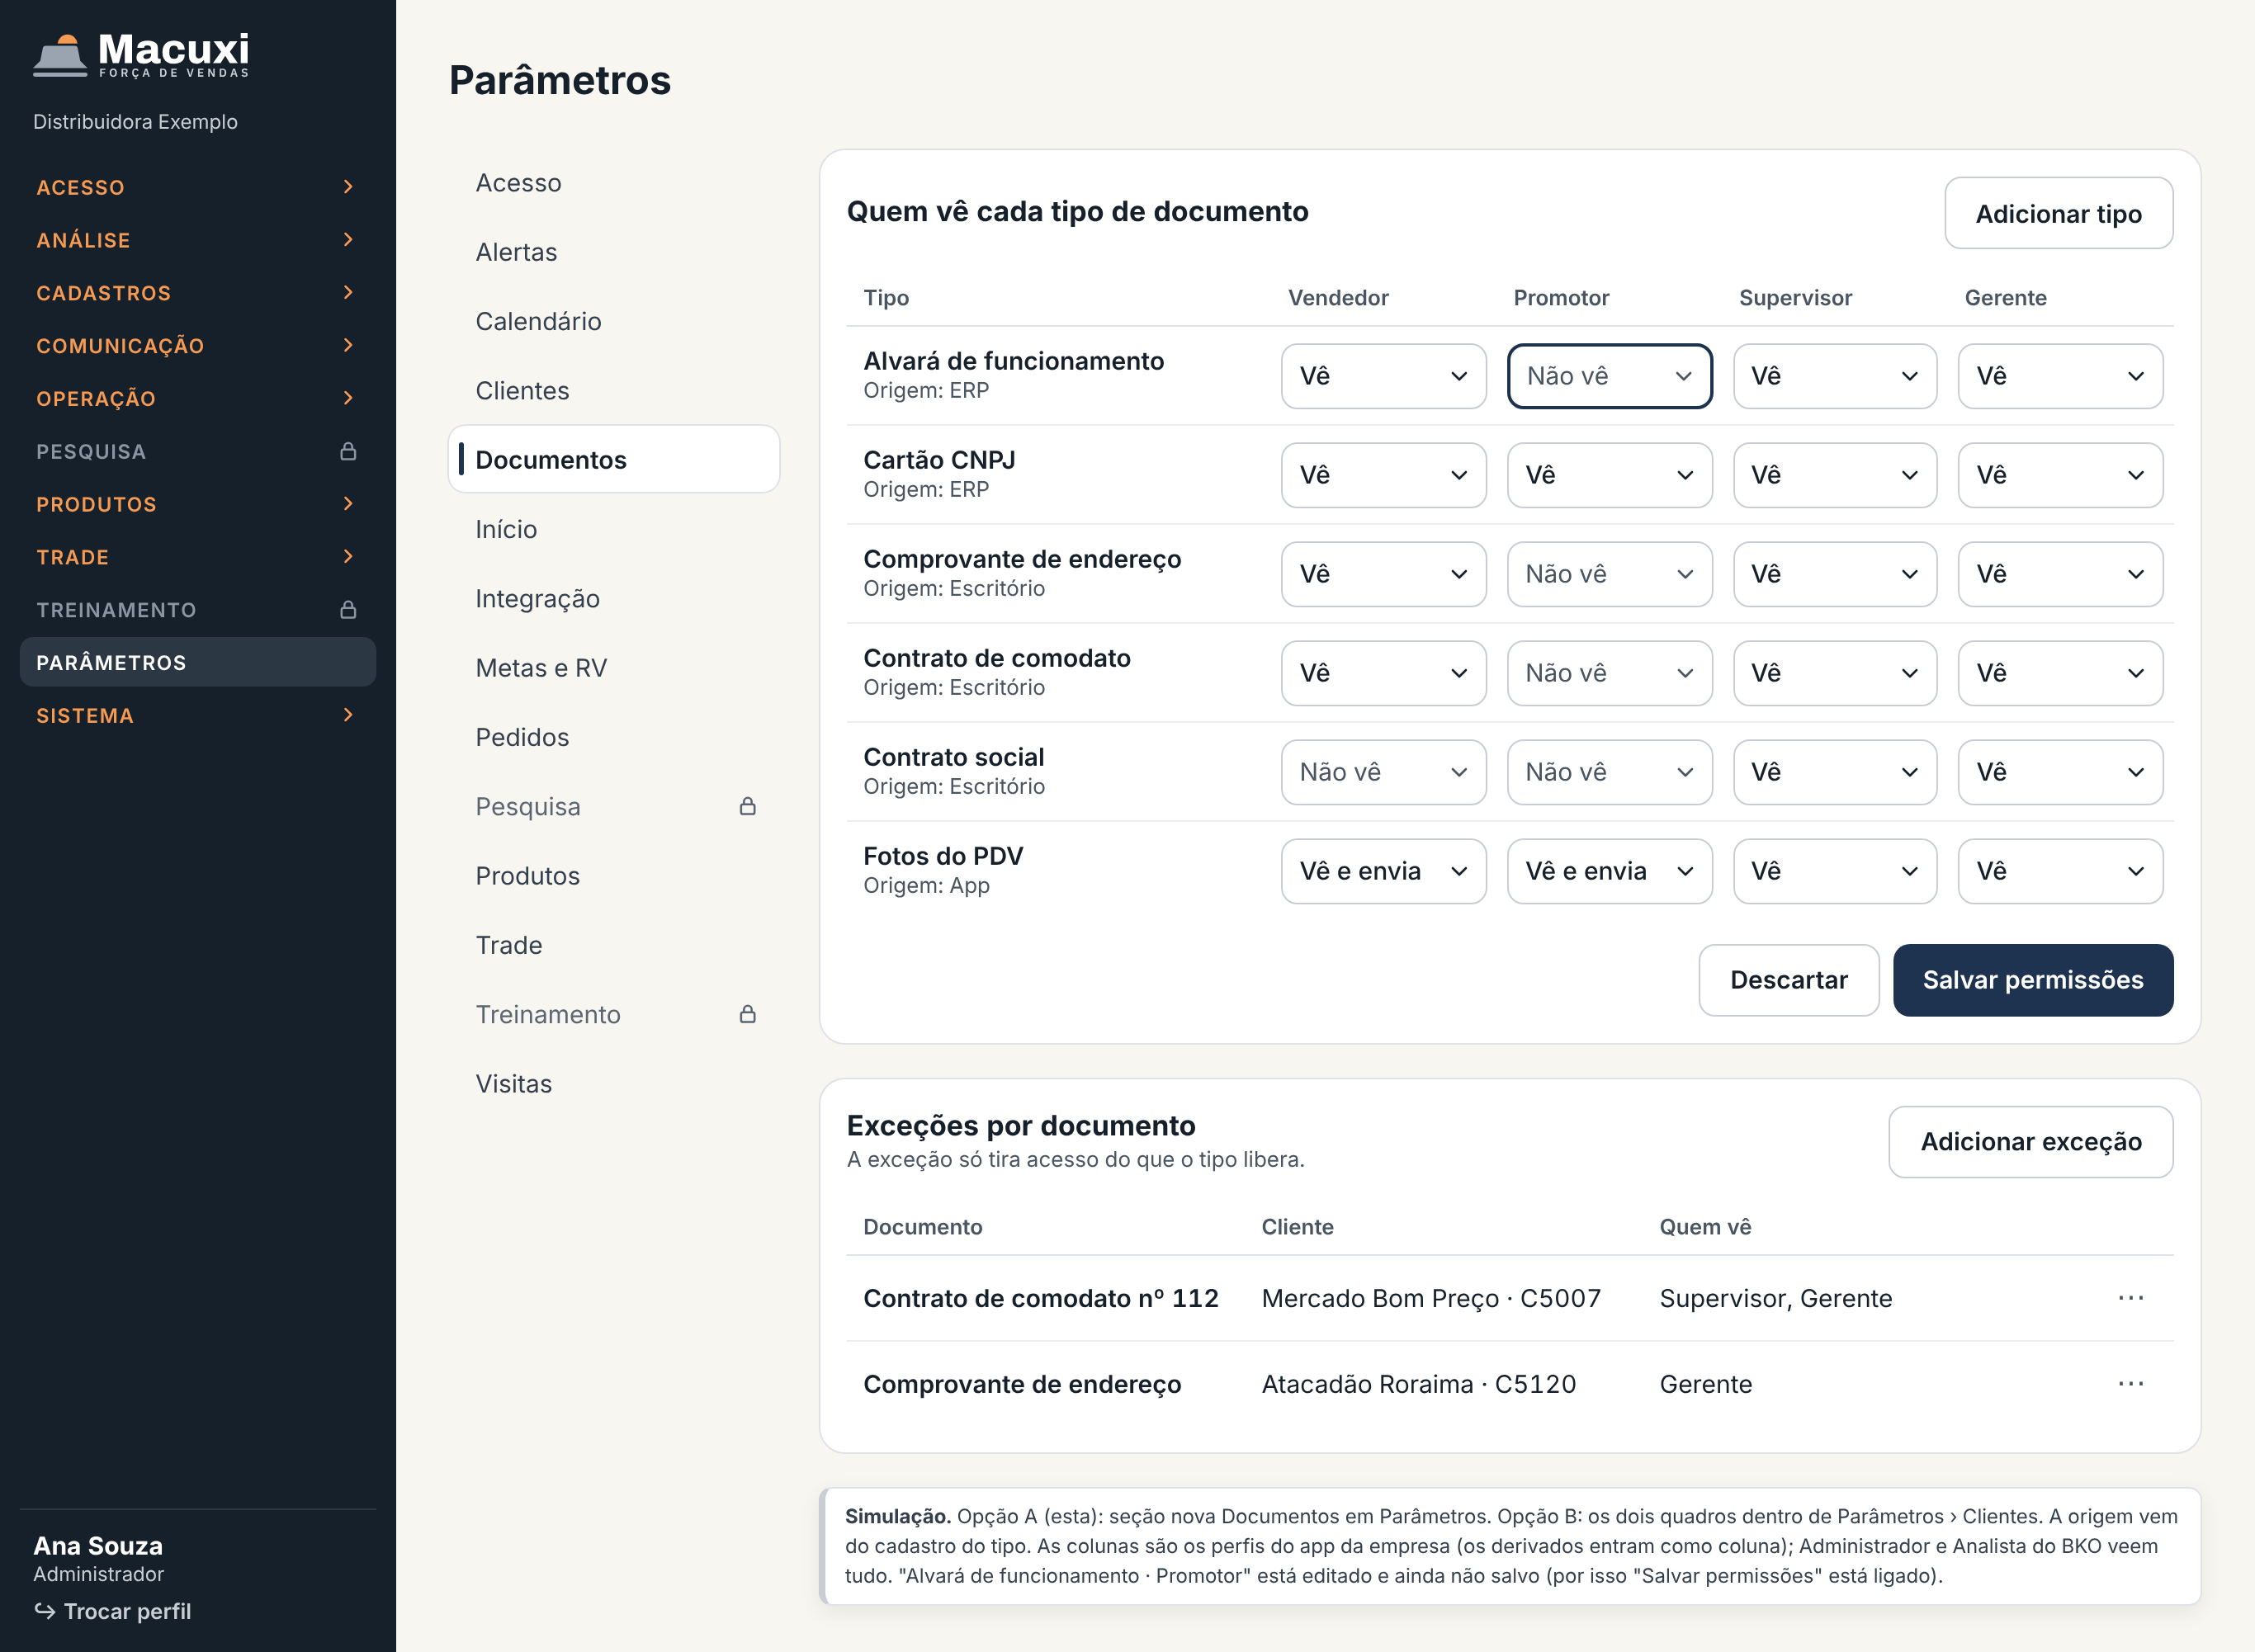 Macuxi
FORÇA DE VENDAS
Distribuidora Exemplo
ACESSO
ANÁLISE
CADASTROS
COMUNICAÇÃO
OPERAÇÃO
PESQUISA
PRODUTOS
TRADE
TREINAMENTO
PARÂMETROS
SISTEMA
Ana Souza
Administrador
Trocar perfil
Parâmetros
Acesso
Alertas
Calendário
Clientes
Documentos
Início
Integração
Metas e RV
Pedidos
Pesquisa
Produtos
Trade
Treinamento
Visitas
Quem vê cada tipo de documento
Adicionar tipo
Tipo Vendedor Promotor Supervisor Gerente
Alvará de funcionamento
Origem: ERP
Vê Não vê Vê Vê
Cartão CNPJ
Origem: ERP
Vê Vê Vê Vê
Comprovante de endereço
Origem: Escritório
Vê Não vê Vê Vê
Contrato de comodato
Origem: Escritório
Vê Não vê Vê Vê
Contrato social
Origem: Escritório
Não vê Não vê Vê Vê
Fotos do PDV
Origem: App
Vê e envia Vê e envia Vê Vê
Descartar Salvar permissões
Exceções por documento
A exceção só tira acesso do que o tipo libera.
Adicionar exceção
Documento Cliente Quem vê
Contrato de comodato nº 112 Mercado Bom Preço · C5007 Supervisor, Gerente ···
Comprovante de endereço Atacadão Roraima · C5120 Gerente ···
Simulação. Opção A (esta): seção nova Documentos em Parâmetros. Opção B: os dois quadros dentro de Parâmetros › Clientes. A origem vem
do cadastro do tipo. As colunas são os perfis do app da empresa (os derivados entram como coluna); Administrador e Analista do BKO veem
tudo. "Alvará de funcionamento · Promotor" está editado e ainda não salvo (por isso "Salvar permissões" está ligado).